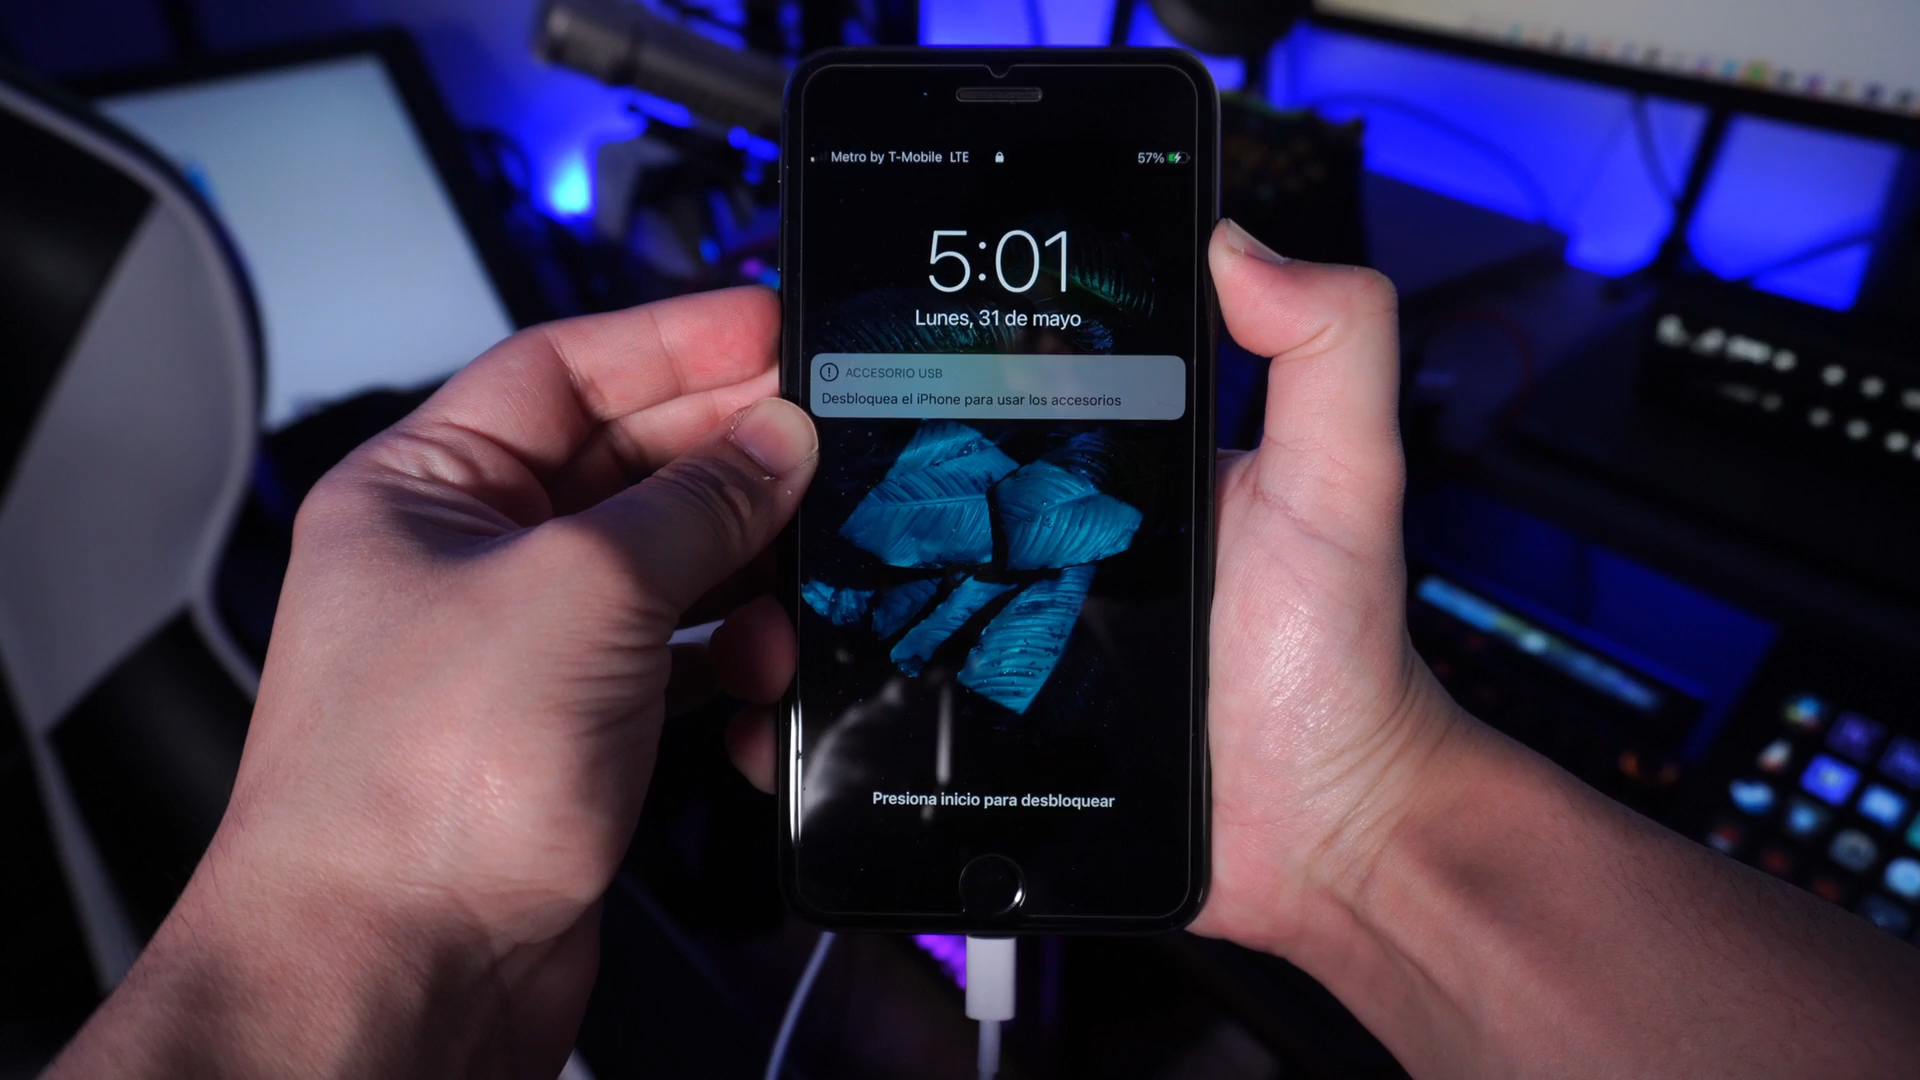 Metro by T-Mobile LTE 57%
5:01
Lunes, 31 de mayo
ACCESORIO USB
Desbloquea el iPhone para usar los accesorios
Presiona inicio para desbloquear